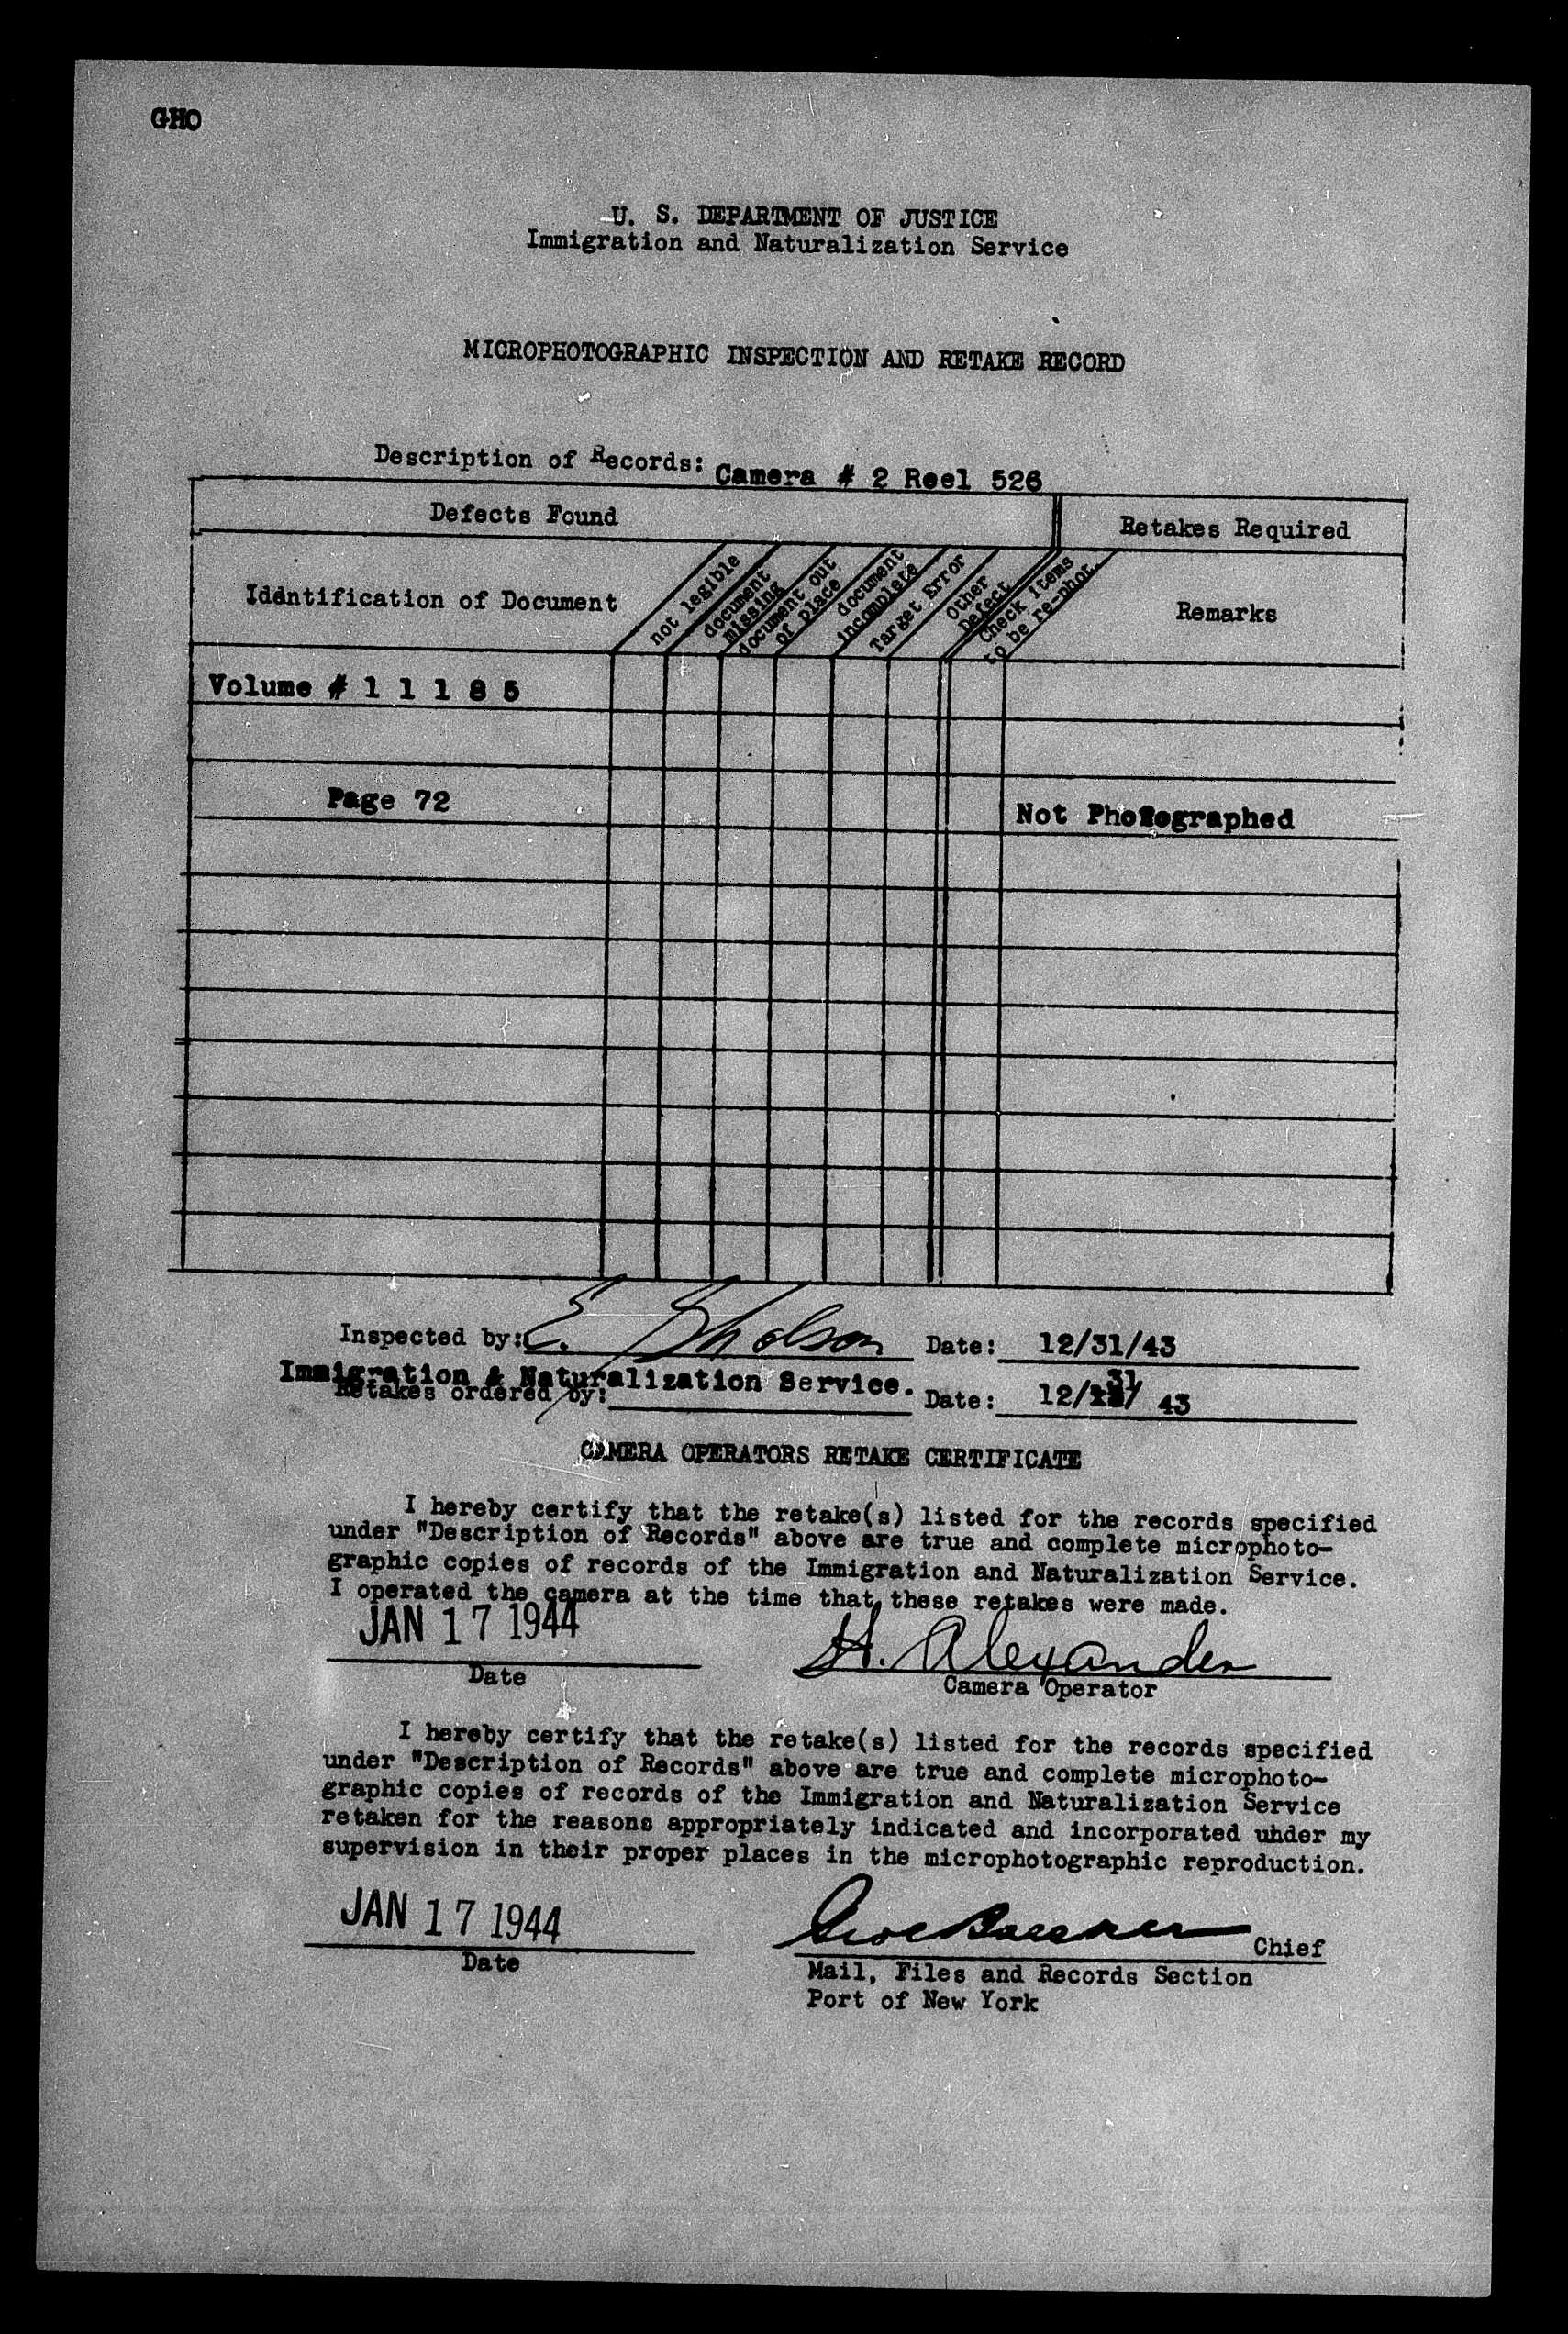 GHO
U. S. DEPARTMENT OF JUSTICE
Immigration and Naturalization Service
MICROPHOTOGRAPHIC INSPECTION AND RETAKE RECORD
Description of Records: Camera # 2 Reel 526
Defects Found
Retakes Required
Identification of Document
not legible
document missing
document out of place
document incomplete
Target Error
Other Defect
Check items to be re-phot.
Remarks
Volume # 1 1 1 8 5
Page 72
Not Photographed
Inspected by: E. Date: 12/31/43
Immigration & Naturalization Service.
Retakes ordered by: Date: 12/31/ 43
CAMERA OPERATORS RETAKE CERTIFICATE
I hereby certify that the retake(s) listed for the records specified
under "Description of Records" above are true and complete microphoto-
graphic copies of records of the Immigration and Naturalization Service.
I operated the camera at the time that these retakes were made.
JAN 17 1944
H. Alexander
Date
Camera Operator
I hereby certify that the retake(s) listed for the records specified
under "Description of Records" above are true and complete microphoto-
graphic copies of records of the Immigration and Naturalization Service
retaken for the reasons appropriately indicated and incorporated under my
supervision in their proper places in the microphotographic reproduction.
JAN 17 1944
Chief
Date
Mail, Files and Records Section
Port of New York